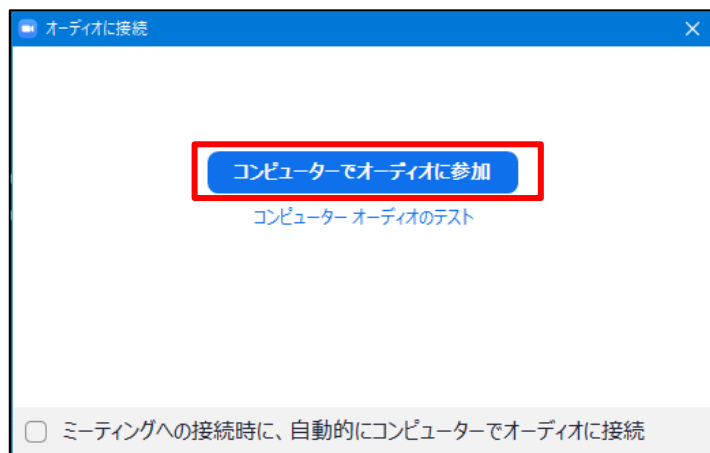 オーディオに接続
コンピューターでオーディオに参加
コンピューター オーディオのテスト
ミーティングへの接続時に、自動的にコンピューターでオーディオに接続